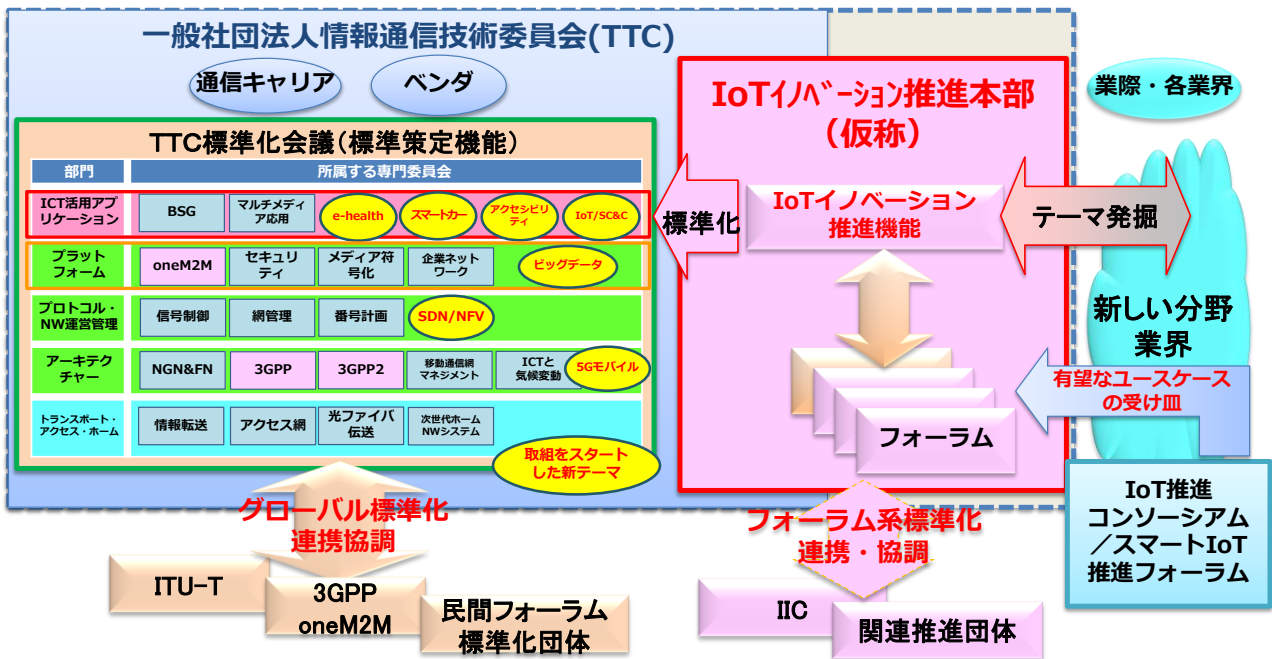 一般社団法人情報通信技術委員会(TTC)
通信キャリア
ベンダ
TTC標準化会議(標準策定機能)
部門
所属する専門委員会
ICT活用アプ
リケーション
BSG
マルチメディ
ア応用
e-health
スマートカー
アクセシビリ
ティ
IoT/SC&C
プラット
フォーム
oneM2M
セキュリ
ティ
メディア符
号化
企業ネット
ワーク
ビッグデータ
プロトコル・
NW運営管理
信号制御
網管理
番号計画
SDN/NFV
アーキテク
チャー
NGN&FN
3GPP
3GPP2
移動通信網
マネジメント
ICTと
気候変動
5Gモバイル
トランスポート・
アクセス・ホーム
情報転送
アクセス網
光ファイバ
伝送
次世代ホーム
NWシステム
取組をスタート
した新テーマ
IoTｲﾉﾍﾞｰｼｮﾝ推進本部
（仮称）
標準化
IoTイノベーション
推進機能
テーマ発掘
フォーラム
業際・各業界
新しい分野
業界
有望なユースケース
の受け皿
IoT推進
コンソーシアム
／スマートIoT
推進フォーラム
グローバル標準化
連携協調
ITU-T
3GPP
oneM2M
民間フォーラム
標準化団体
フォーラム系標準化
連携・協調
IIC
関連推進団体